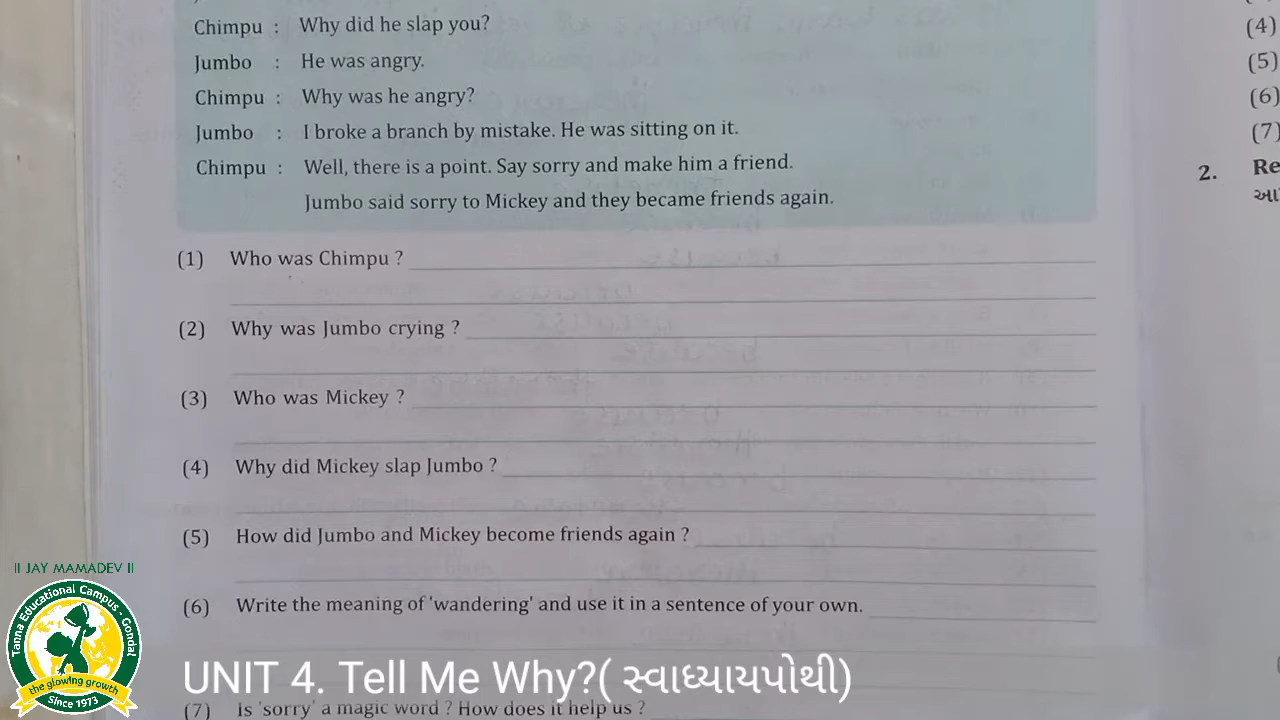 Chimpu : Why did he slap you?
Jumbo : He was angry.
Chimpu : Why was he angry?
Jumbo : I broke a branch by mistake. He was sitting on it.
Chimpu : Well, there is a point. Say sorry and make him a friend.
Jumbo said sorry to Mickey and they became friends again.
(1) Who was Chimpu ?
(2) Why was Jumbo crying ?
(3) Who was Mickey ?
(4) Why did Mickey slap Jumbo ?
(5) How did Jumbo and Mickey become friends again ?
(6) Write the meaning of 'wandering' and use it in a sentence of your own.
(7) Is 'sorry' a magic word ? How does it help us ?
(4)
(5)
(6)
(7)
2. Re
આ
II JAY MAMADEV II
Tanna Educational Campus - Gondal
the glowing growth
Since 1973
UNIT 4. Tell Me Why?( સ્વાધ્યાયપોથી)